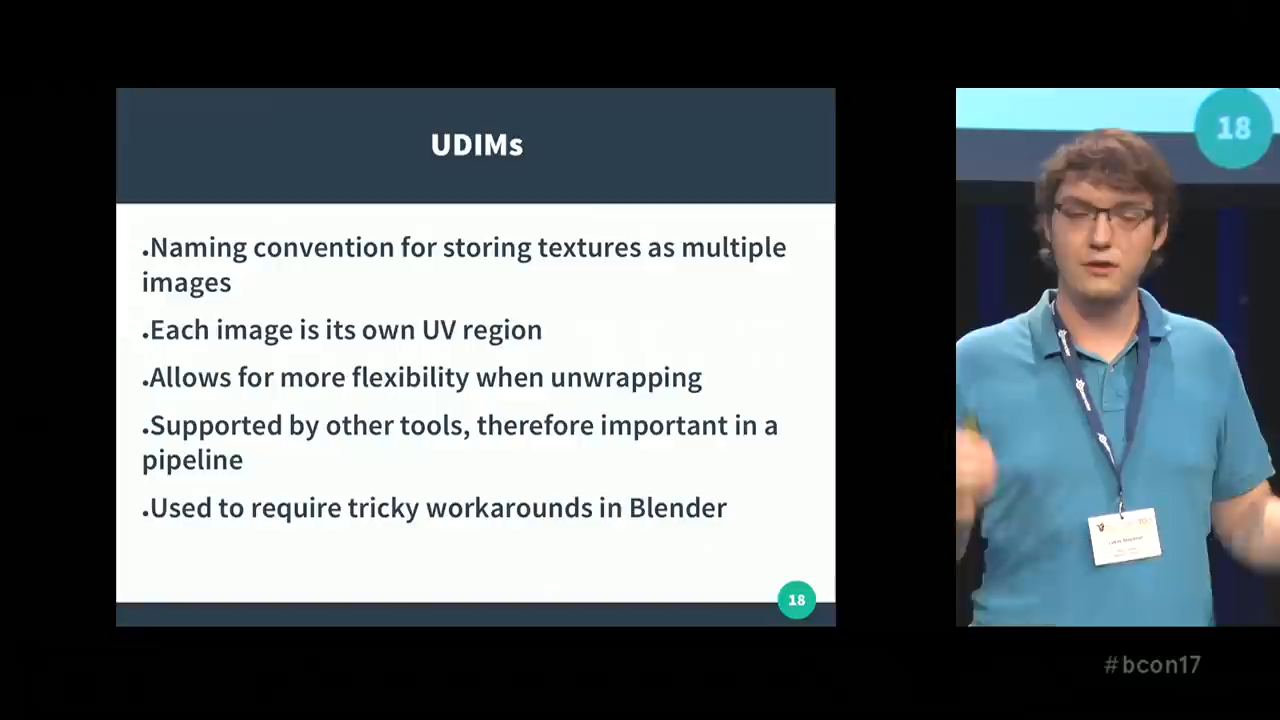 UDIMs
.Naming convention for storing textures as multiple
images
.Each image is its own UV region
.Allows for more flexibility when unwrapping
.Supported by other tools, therefore important in a
pipeline
.Used to require tricky workarounds in Blender
18
18
#bcon17